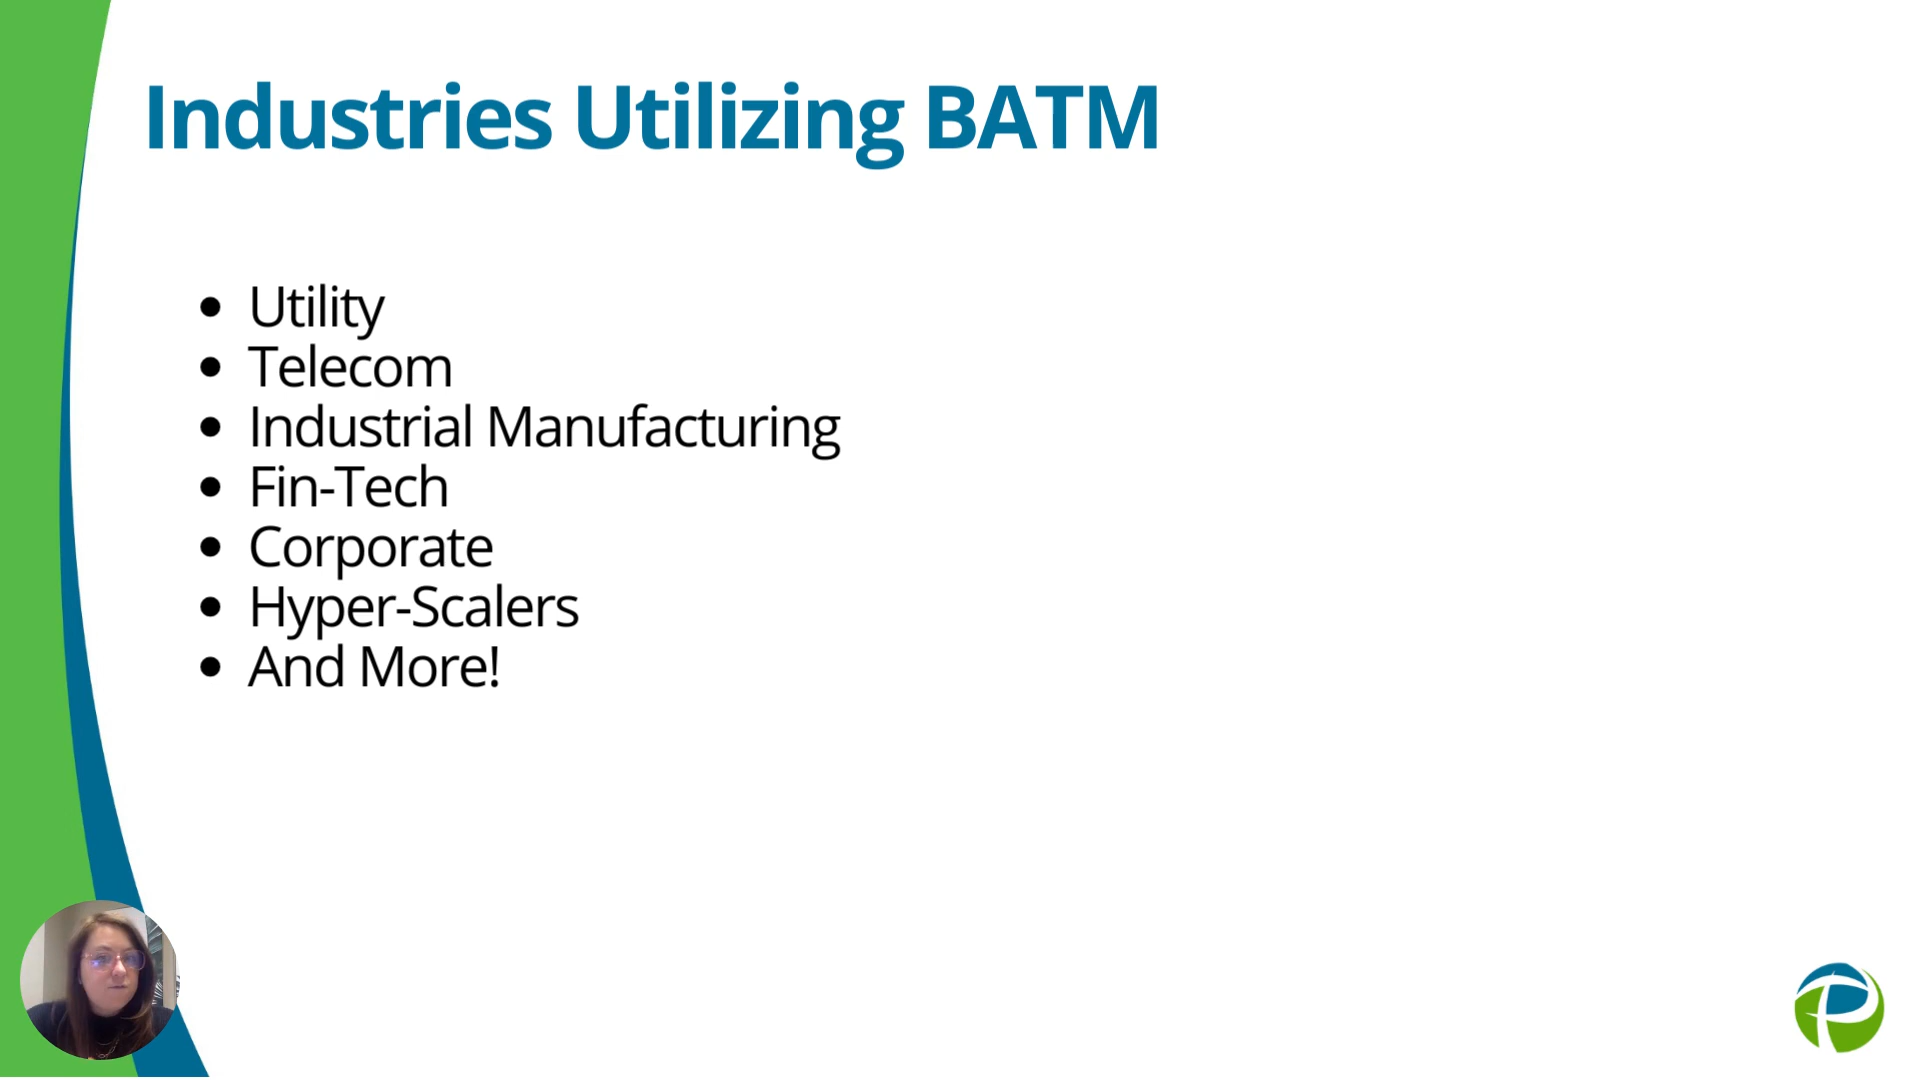 Industries Utilizing BATM
• Utility
• Telecom
• Industrial Manufacturing
• Fin-Tech
• Corporate
• Hyper-Scalers
• And More!